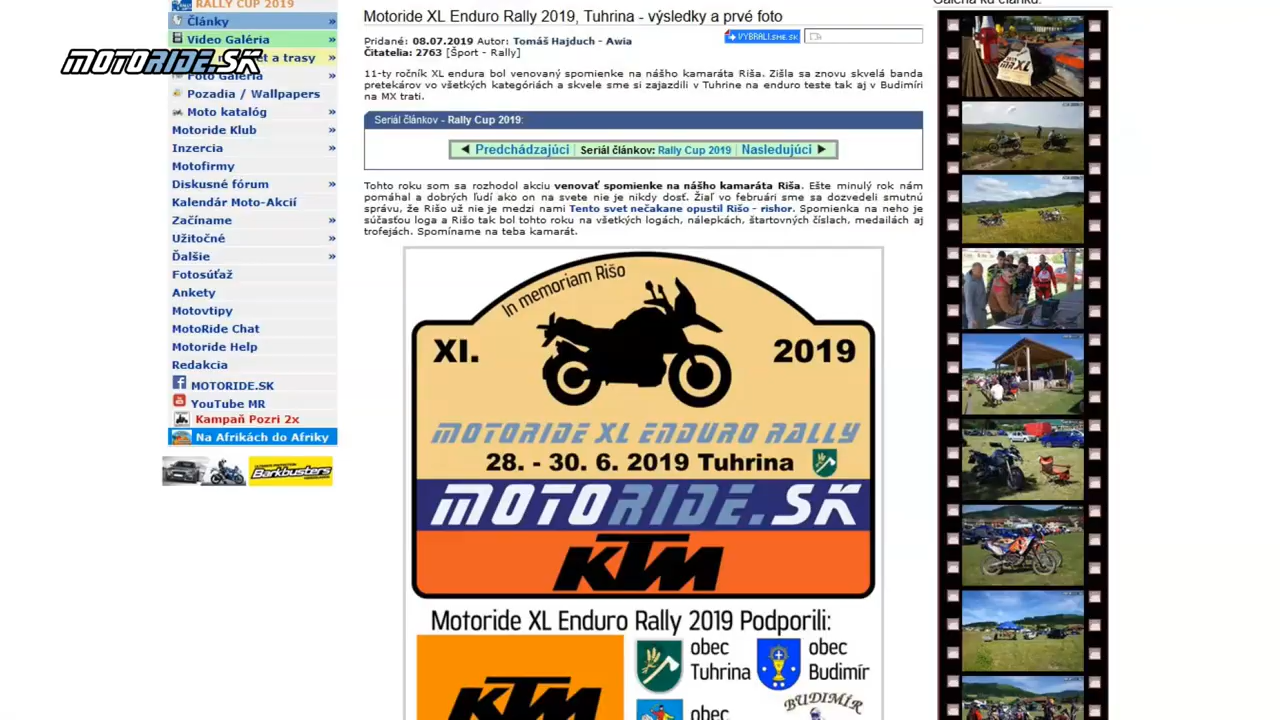 RALLY CUP 2019
Články »
Video Galéria »
a trasy »
Foto Galéria »
Pozadia / Wallpapers
Moto katalóg »
Motoride Klub »
Inzercia »
Motofirmy
Diskusné fórum »
Kalendár Moto-Akcií
Začíname »
Užitočné »
Ďalšie »
Fotosúťaž
Ankety
Motovtipy
MotoRide Chat
Motoride Help
Redakcia
MOTORIDE.SK
YouTube MR
Kampaň Pozri 2x
Na Afrikách do Afriky
Barkbusters
MOTORIDE.SK
Motoride XL Enduro Rally 2019, Tuhrina - výsledky a prvé foto
Pridané: 08.07.2019 Autor: Tomáš Hajduch - Awia
VYBRALI.SME.SK
Čitatelia: 2763 [Šport - Rally]
11-ty ročník XL endura bol venovaný spomienke na nášho kamaráta Riša. Zišla sa znovu skvelá banda
pretekárov vo všetkých kategóriách a skvele sme si zajazdili v Tuhrine na enduro teste tak aj v Budimíri
na MX trati.
Seriál článkov - Rally Cup 2019:
Predchádzajúci | Seriál článkov: Rally Cup 2019 | Nasledujúci
Tohto roku som sa rozhodol akciu venovať spomienke na nášho kamaráta Riša. Ešte minulý rok nám
pomáhal a dobrých ľudí ako on na svete nie je nikdy dosť. Žiaľ vo februári sme sa dozvedeli smutnú
správu, že Rišo už nie je medzi nami Tento svet nečakane opustil Rišo - rishor. Spomienka na neho je
súčasťou loga a Rišo tak bol tohto roku na všetkých logách, nálepkách, štartovných číslach, medailách aj
trofejách. Spomíname na teba kamarát.
In memoriam Rišo
XI. 2019
MOTORIDE XL ENDURO RALLY
28. - 30. 6. 2019 Tuhrina
MOTORIDE.SK
KTM
Motoride XL Enduro Rally 2019 Podporili:
KTM
obec
Tuhrina
obec
Budimír
obec
BUDIMÍR
Galéria ku článku: